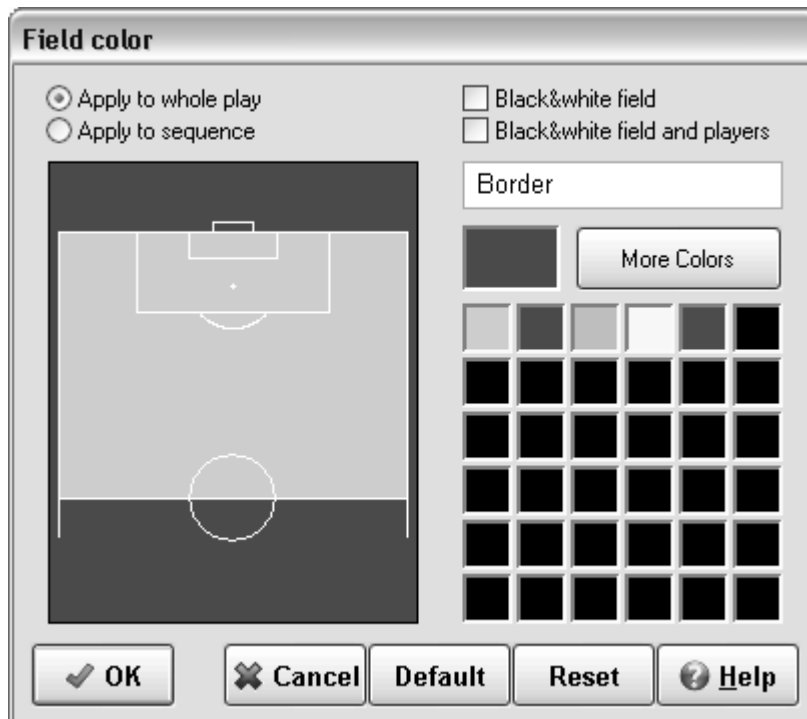 Field color
Apply to whole play
Apply to sequence
Black&white field
Black&white field and players
Border
More Colors
OK
Cancel
Default
Reset
Help